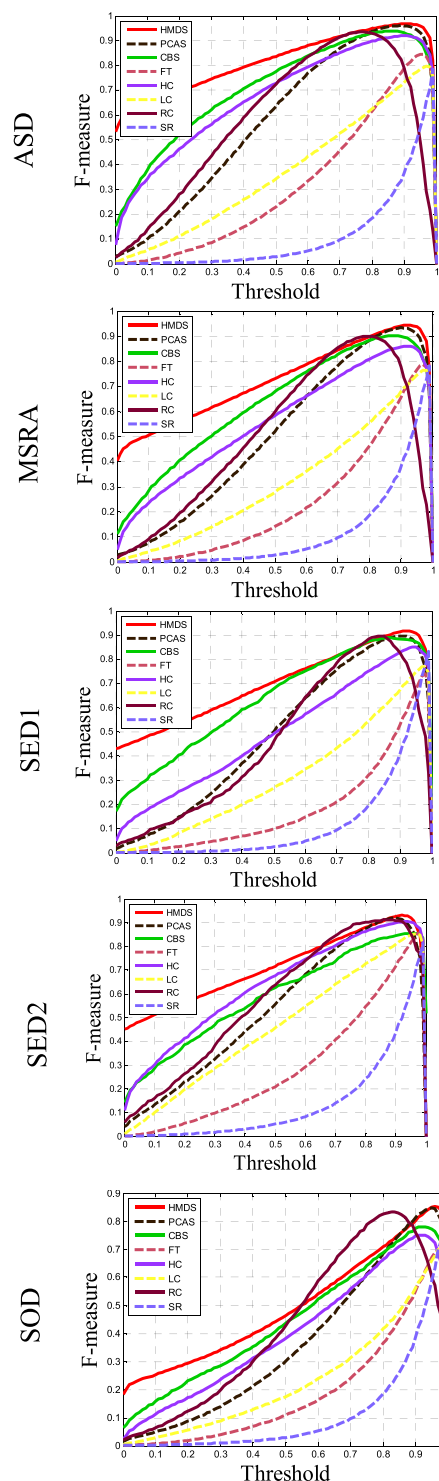 ASD
F-measure
1
0.9
0.8
0.7
0.6
0.5
0.4
0.3
0.2
0.1
0
HMDS
PCAS
CBS
FT
HC
LC
RC
SR
0 0.1 0.2 0.3 0.4 0.5 0.6 0.7 0.8 0.9 1
Threshold
MSRA
F-measure
1
0.9
0.8
0.7
0.6
0.5
0.4
0.3
0.2
0.1
0
HMDS
PCAS
CBS
FT
HC
LC
RC
SR
0 0.1 0.2 0.3 0.4 0.5 0.6 0.7 0.8 0.9 1
Threshold
SED1
F-measure
1
0.9
0.8
0.7
0.6
0.5
0.4
0.3
0.2
0.1
0
HMDS
PCAS
CBS
FT
HC
LC
RC
SR
0 0.1 0.2 0.3 0.4 0.5 0.6 0.7 0.8 0.9 1
Threshold
SED2
F-measure
1
0.9
0.8
0.7
0.6
0.5
0.4
0.3
0.2
0.1
0
HMDS
PCAS
CBS
FT
HC
LC
RC
SR
0 0.1 0.2 0.3 0.4 0.5 0.6 0.7 0.8 0.9 1
Threshold
SOD
F-measure
0.9
0.8
0.7
0.6
0.5
0.4
0.3
0.2
0.1
0
HMDS
PCAS
CBS
FT
HC
LC
RC
SR
0 0.1 0.2 0.3 0.4 0.5 0.6 0.7 0.8 0.9
Threshold